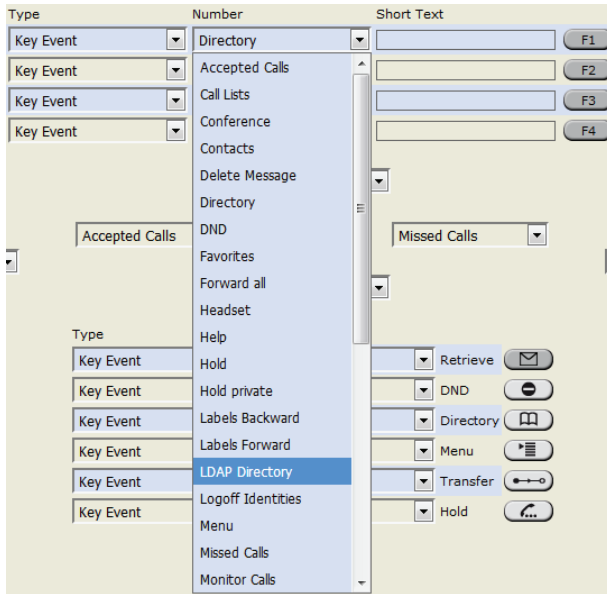 Type Number Short Text
Key Event Directory F1
Key Event F2
Key Event F3
Key Event F4
Accepted Calls
Call Lists
Conference
Contacts
Delete Message
Directory
DND
Favorites
Forward all
Headset
Help
Hold
Hold private
Labels Backward
Labels Forward
LDAP Directory
Logoff Identities
Menu
Missed Calls
Monitor Calls
Accepted Calls Missed Calls
Type
Key Event Retrieve
Key Event DND
Key Event Directory
Key Event Menu
Key Event Transfer
Key Event Hold